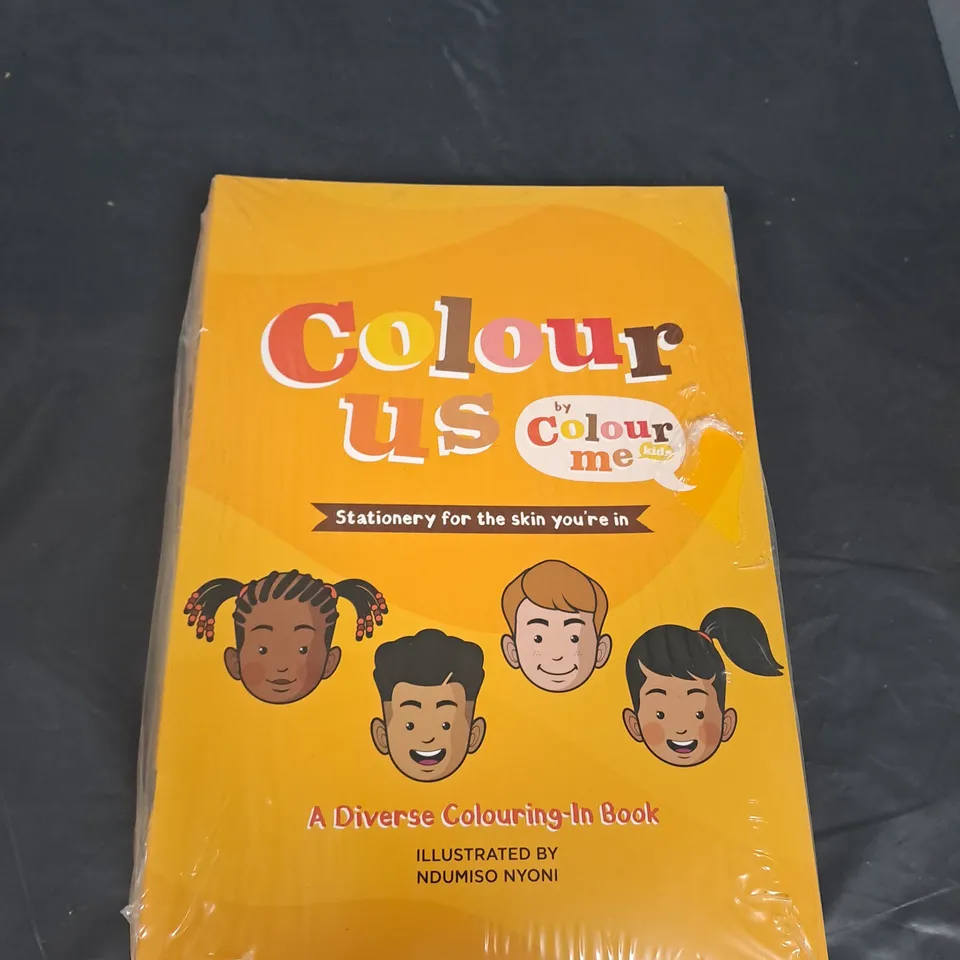 Colour
us
by
Colour
me
kids
Stationery for the skin you're in
A Diverse Colouring-In Book
ILLUSTRATED BY
NDUMISO NYONI